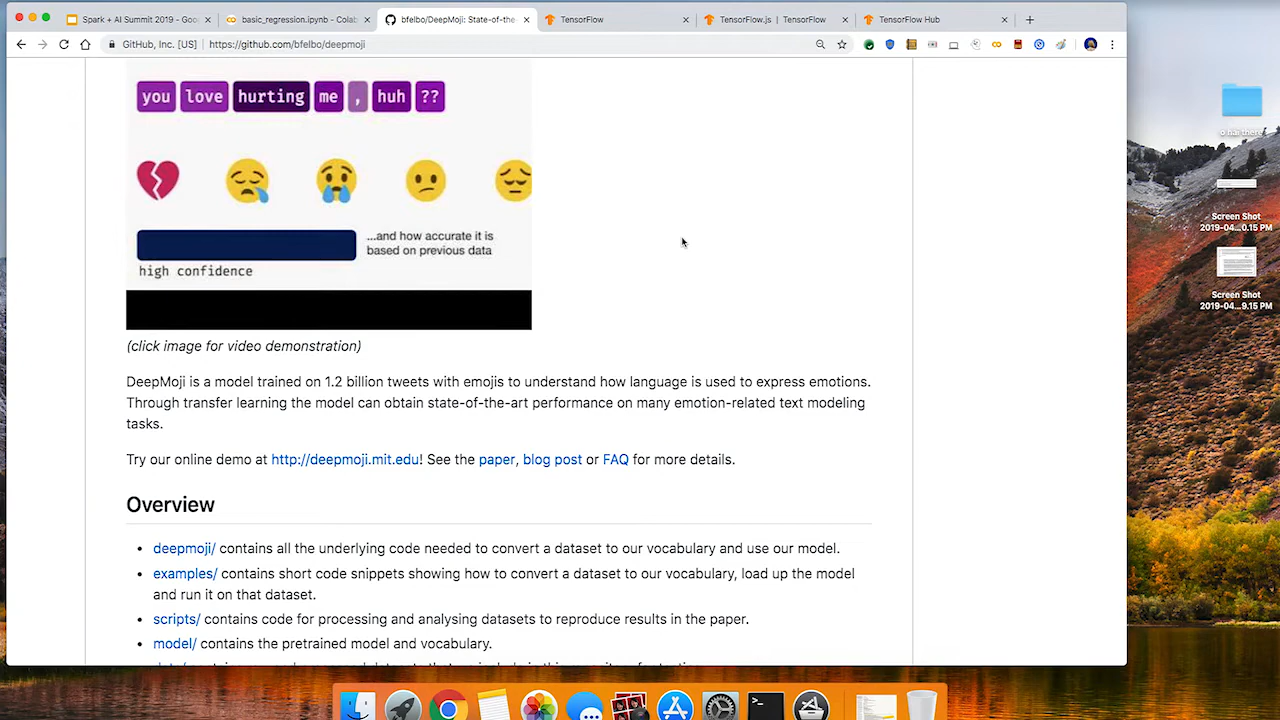 Spark + AI Summit 2019 - Goo
basic_regression.ipynb - Colab
bfelbo/DeepMoji: State-of-the
TensorFlow
TensorFlow.js | TensorFlow
TensorFlow Hub
GitHub, Inc. [US] | https://github.com/bfelbo/deepmoji
you love hurting me , huh ??
...and how accurate it is
based on previous data
high confidence
(click image for video demonstration)
DeepMoji is a model trained on 1.2 billion tweets with emojis to understand how language is used to express emotions.
Through transfer learning the model can obtain state-of-the-art performance on many emotion-related text modeling
tasks.
Try our online demo at http://deepmoji.mit.edu! See the paper, blog post or FAQ for more details.
Overview
• deepmoji/ contains all the underlying code needed to convert a dataset to our vocabulary and use our model.
• examples/ contains short code snippets showing how to convert a dataset to our vocabulary, load up the model
and run it on that dataset.
• scripts/ contains code for processing and analysing datasets to reproduce results in the paper.
• model/ contains the pretrained model and vocabulary.
o hai there
Screen Shot
2019-04...0.15 PM
Screen Shot
2019-04...9.15 PM